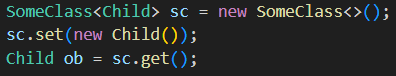 SomeClass<Child> sc = new SomeClass<>();
sc.set(new Child());
Child ob = sc.get();